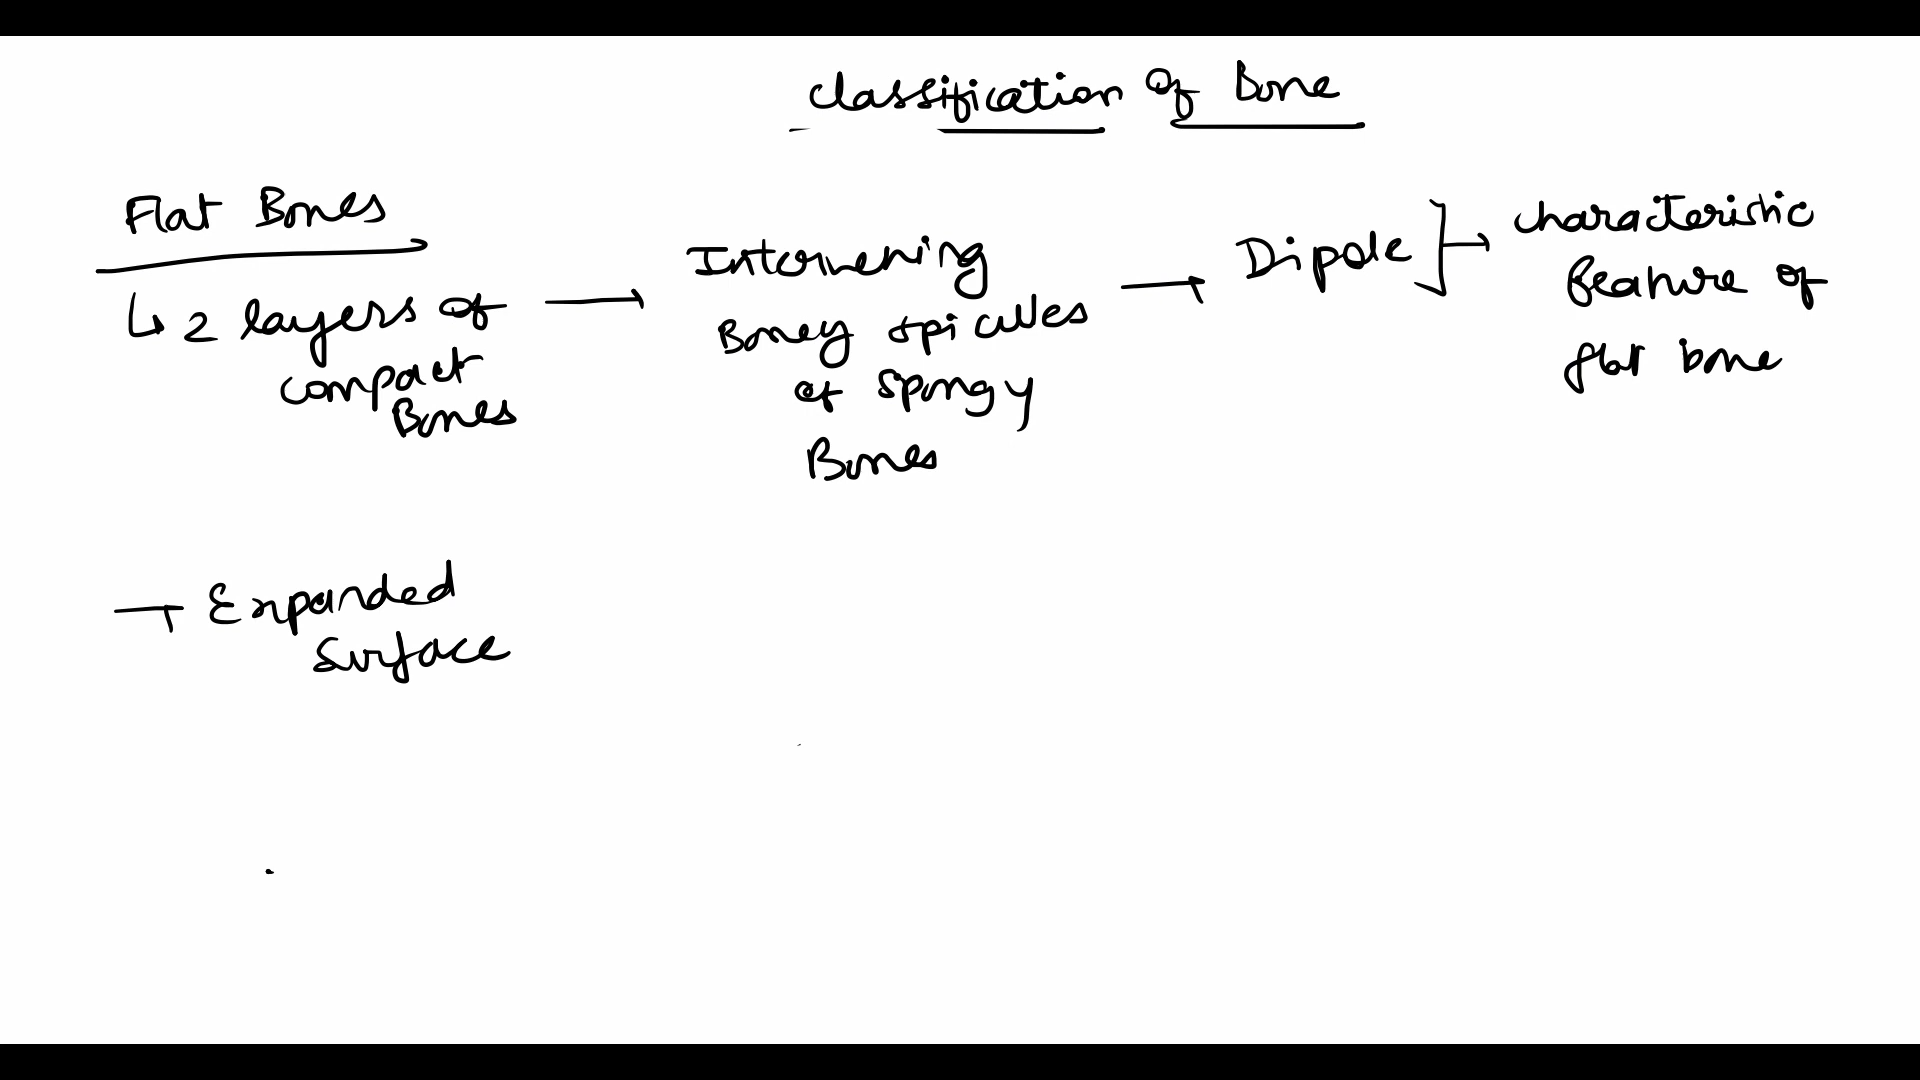 Classification of Bone
Flat Bones
↳ 2 layers of
compact
Bones
→ Intervening
Boney spicules
of Spongy
Bones
→ Dipole ] →
characteristic
feature of
flat bone
→ Expanded
Surface